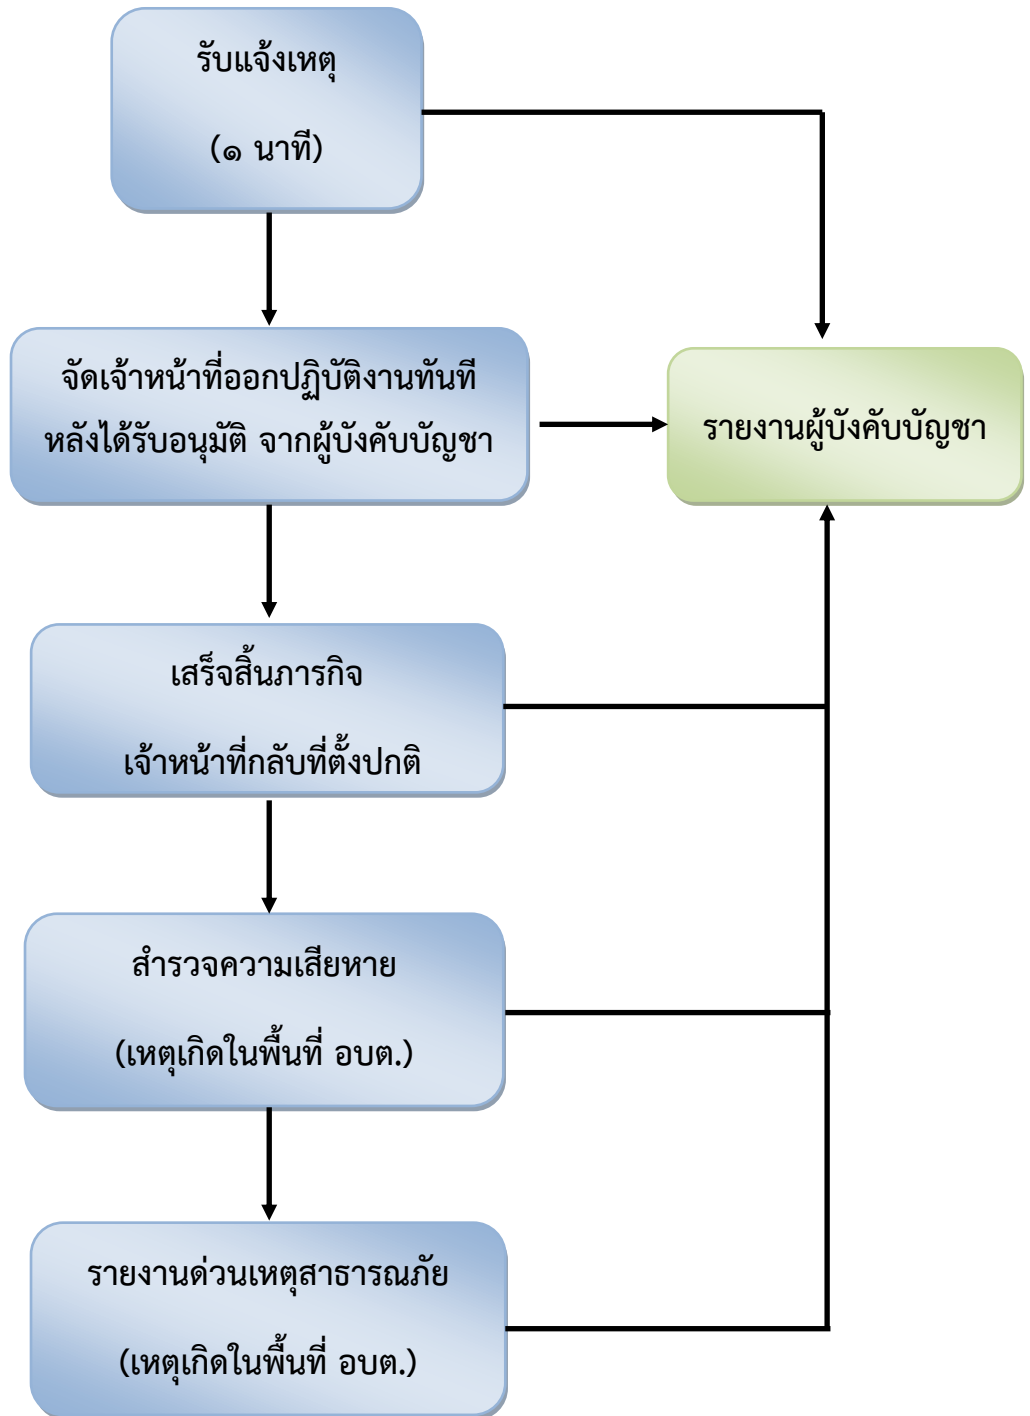 รับแจ้งเหตุ
(๑ นาที)
จัดเจ้าหน้าที่ออกปฏิบัติงานทันที
หลังได้รับอนุมัติ จากผู้บังคับบัญชา
รายงานผู้บังคับบัญชา
เสร็จสิ้นภารกิจ
เจ้าหน้าที่กลับที่ตั้งปกติ
สำรวจความเสียหาย
(เหตุเกิดในพื้นที่ อบต.)
รายงานด่วนเหตุสาธารณภัย
(เหตุเกิดในพื้นที่ อบต.)